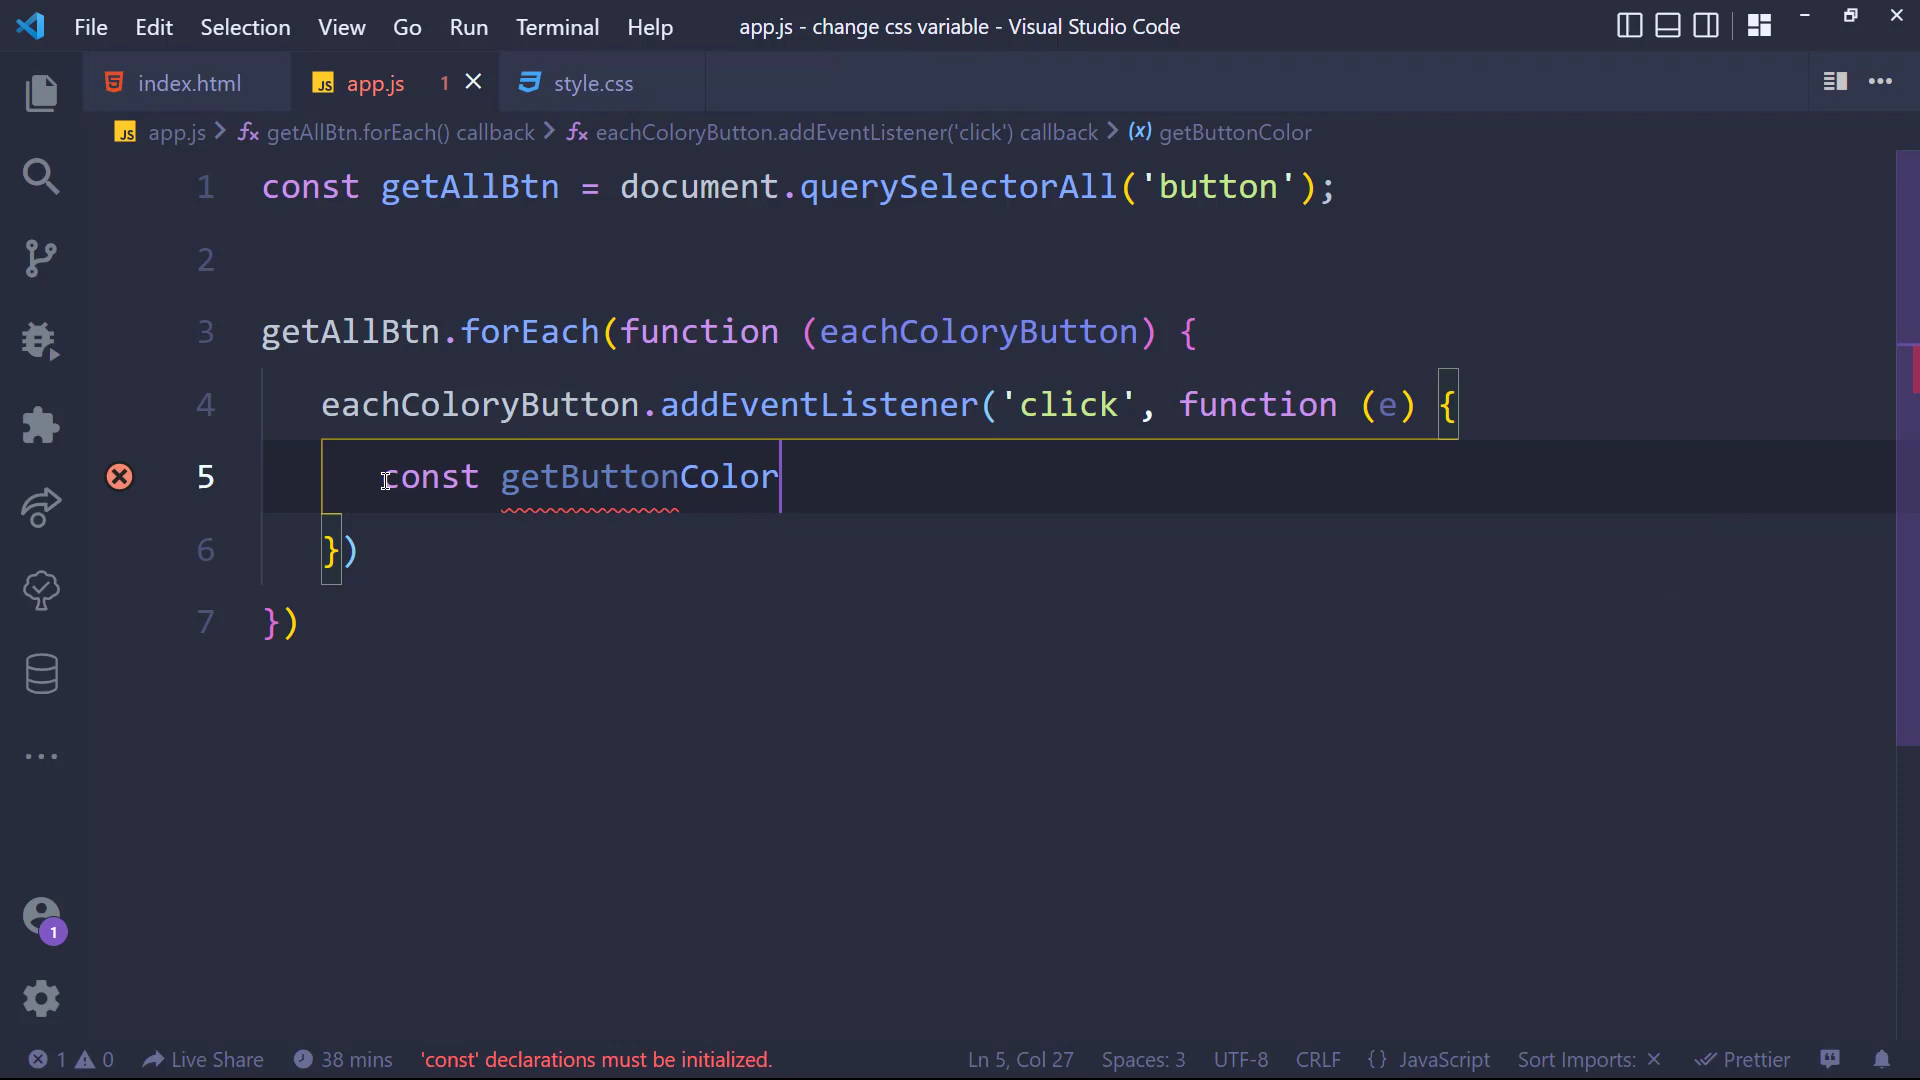 File Edit Selection View Go Run Terminal Help app.js - change css variable - Visual Studio Code
index.html JS app.js 1 style.css
JS app.js > getAllBtn.forEach() callback > eachColoryButton.addEventListener('click') callback > (x) getButtonColor
1 const getAllBtn = document.querySelectorAll('button');
2
3 getAllBtn.forEach(function (eachColoryButton) {
4 eachColoryButton.addEventListener('click', function (e) {
5 const getButtonColor
6 })
7 })
1
1 0 Live Share 38 mins 'const' declarations must be initialized. Ln 5, Col 27 Spaces: 3 UTF-8 CRLF {} JavaScript Sort Imports: × Prettier